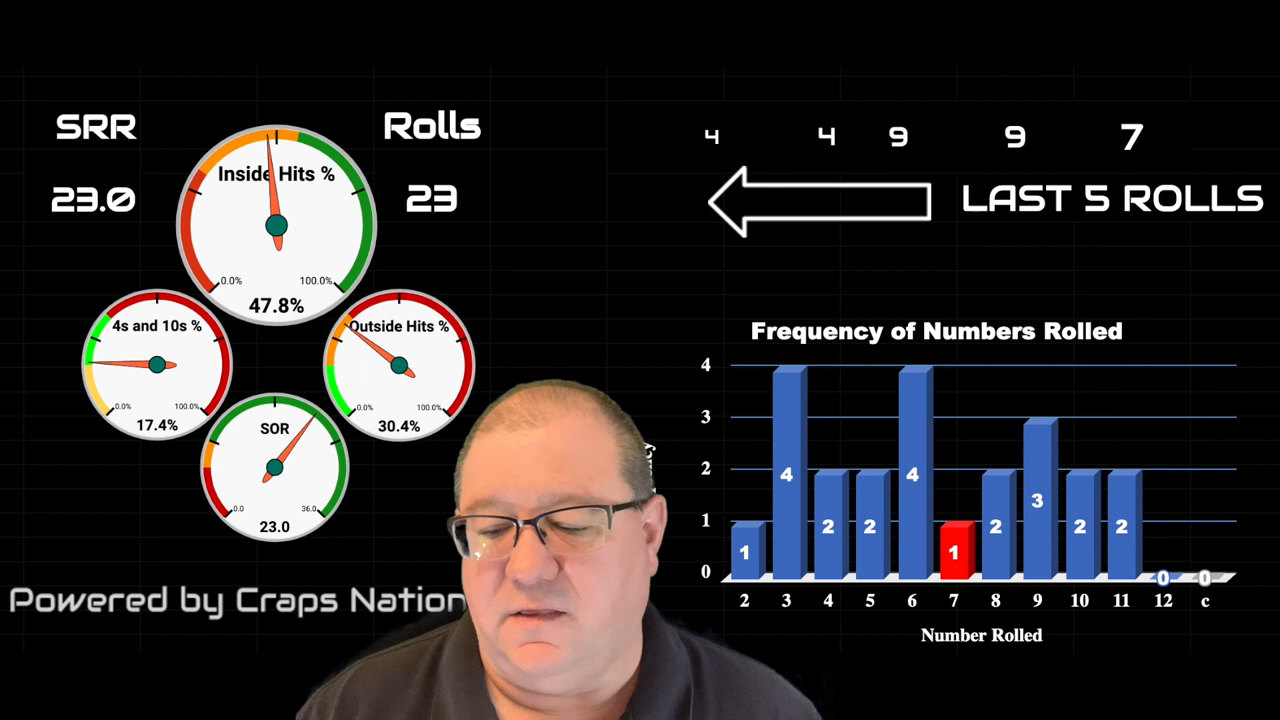 SRR
Rolls
23.0
23
Inside Hits %
0.0%
100.0%
47.8%
4s and 10s %
0.0%
100.0%
17.4%
Outside Hits %
0.0%
100.0%
30.4%
SOR
0.0
36.0
23.0
Powered by Craps Nation
4 4 9 9 7
LAST 5 ROLLS
Frequency of Numbers Rolled
4
3
2
1
0
1 4 2 2 4 1 2 3 2 2 0 0
2 3 4 5 6 7 8 9 10 11 12 c
Number Rolled